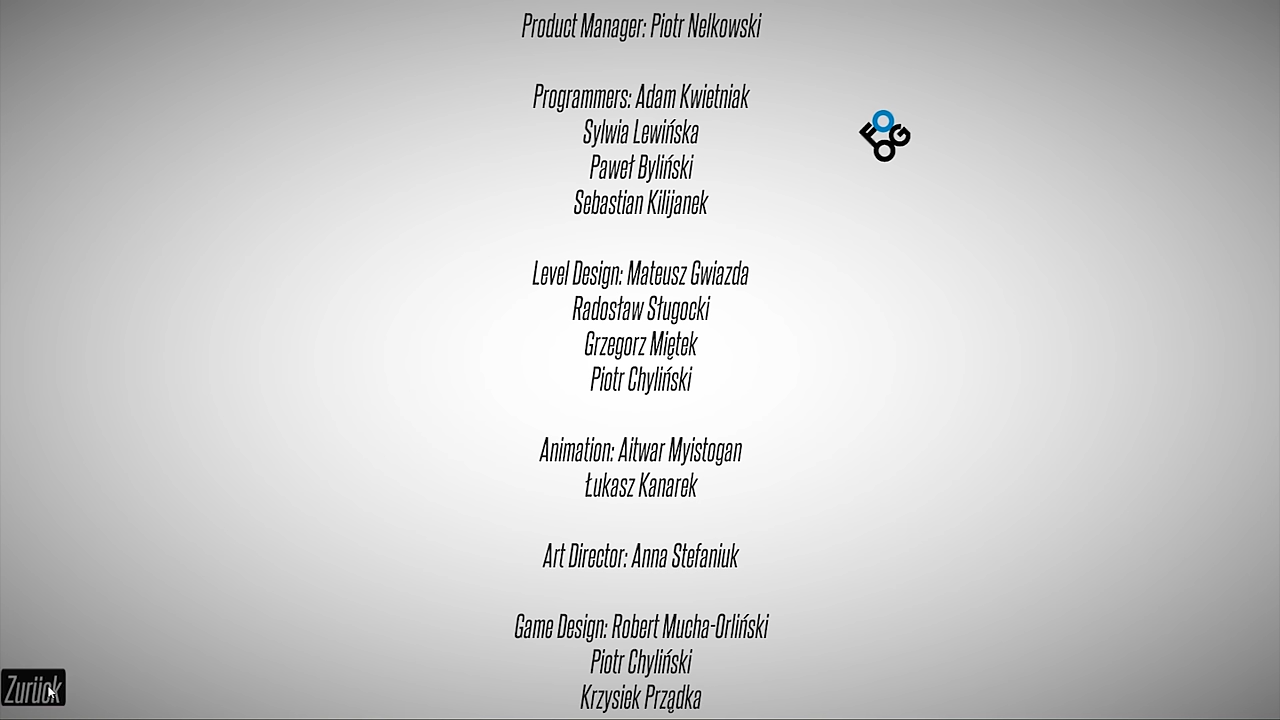 Product Manager: Piotr Nelkowski
Programmers: Adam Kwietniak
Sylwia Lewińska
Paweł Byliński
Sebastian Kilijanek
FOOG
Level Design: Mateusz Gwiazda
Radosław Sługocki
Grzegorz Miętek
Piotr Chyliński
Animation: Aitwar Myistogan
Łukasz Kanarek
Art Director: Anna Stefaniuk
Game Design: Robert Mucha-Orliński
Piotr Chyliński
Krzysiek Prządka
Zurück